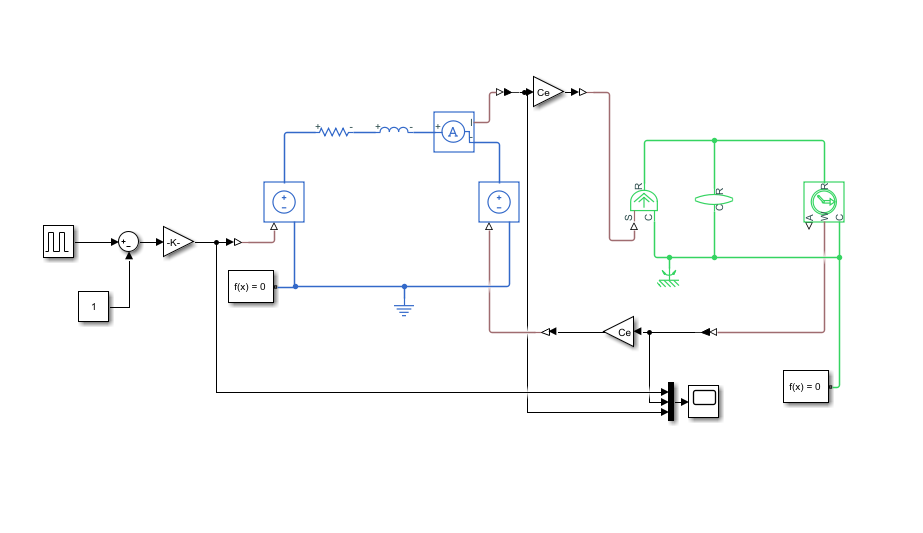 Ce
+
-
+
-
+
I
-
A
R
R
R
+
-
+
-
S
C
C
A
W
C
+
-
-K-
f(x) = 0
1
Ce
f(x) = 0